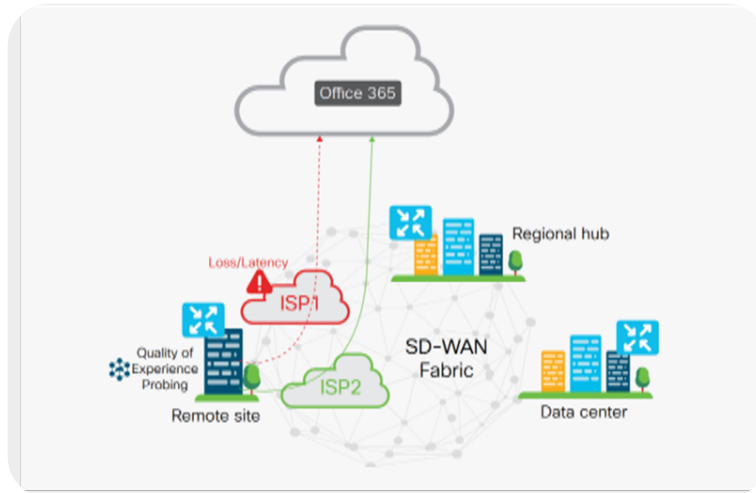 Office 365
Regional hub
Loss/Latency
ISP1
SD-WAN
Fabric
Quality of
Experience
Probing
ISP2
Remote site
Data center